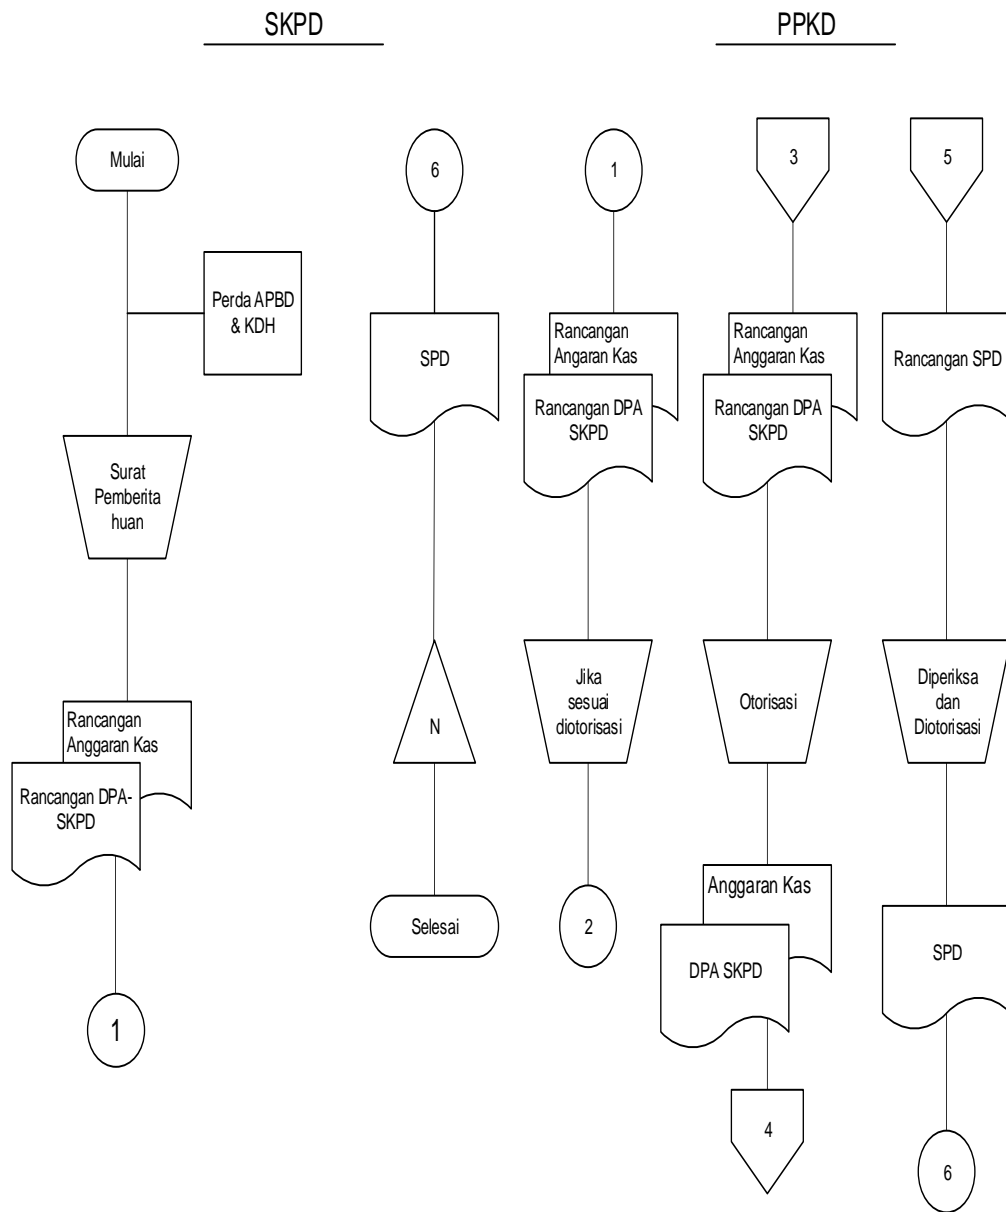 SKPD
PPKD
Mulai
Perda APBD
& KDH
Surat
Pemberita
huan
Rancangan
Anggaran Kas
Rancangan DPA-
SKPD
1
6
SPD
N
Selesai
1
Rancangan
Angaran Kas
Rancangan DPA
SKPD
Jika
sesuai
diotorisasi
2
3
Rancangan
Anggaran Kas
Rancangan DPA
SKPD
Otorisasi
Anggaran Kas
DPA SKPD
4
5
Rancangan SPD
Diperiksa
dan
Diotorisasi
SPD
6